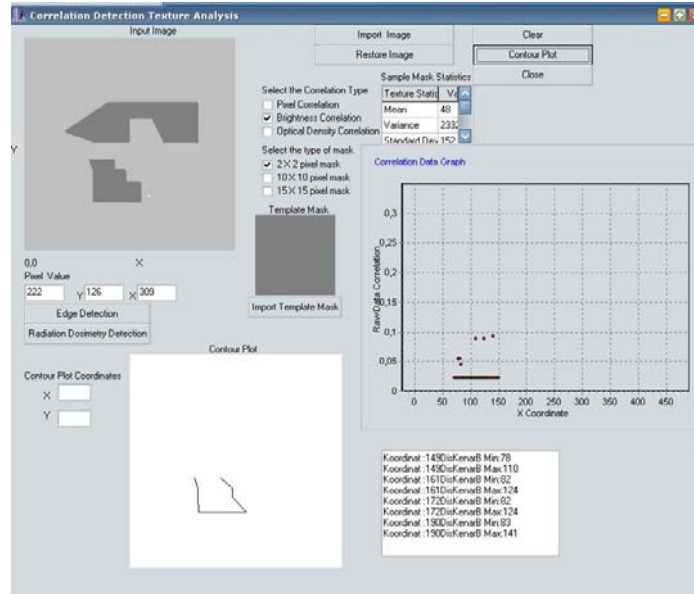 Correlation Detection Texture Analysis
Input Image
Import Image
Clear
Restore Image
Contour Plot
Close
Sample Mask Statistics
Select the Correlation Type
Pixel Correlation
Brightness Correlation
Optical Density Correlation
Texture Statis
Mean 48
Variance 2332
Standard Dev 152
Select the type of mask
2X2 pixel mask
10X10 pixel mask
15X15 pixel mask
Template Mask
Import Template Mask
Y
0,0
X
Pixel Value
222 Y 126 X 309
Edge Detection
Radiation Dosimetry Detection
Correlation Data Graph
0,3
0,25
0,2
0,15
0,1
0,05
0
Raw Data Correlation
0 50 100 150 200 250 300 350 400 450
X Coordinate
Contour Plot
Contour Plot Coordinates
X
Y
Koordinat :149DisKenarB Min:78
Koordinat :149DisKenarB Max:110
Koordinat :161DisKenarB Min:82
Koordinat :161DisKenarB Max:124
Koordinat :172DisKenarB Min:82
Koordinat :172DisKenarB Max:124
Koordinat :190DisKenarB Min:83
Koordinat :190DisKenarB Max:141